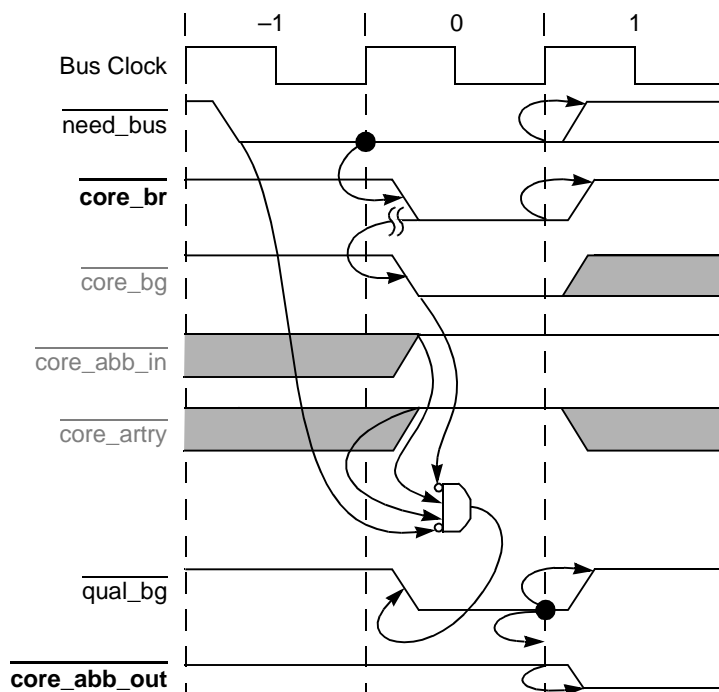 –1 0 1
Bus Clock
need_bus
core_br
core_bg
core_abb_in
core_artry
qual_bg
core_abb_out